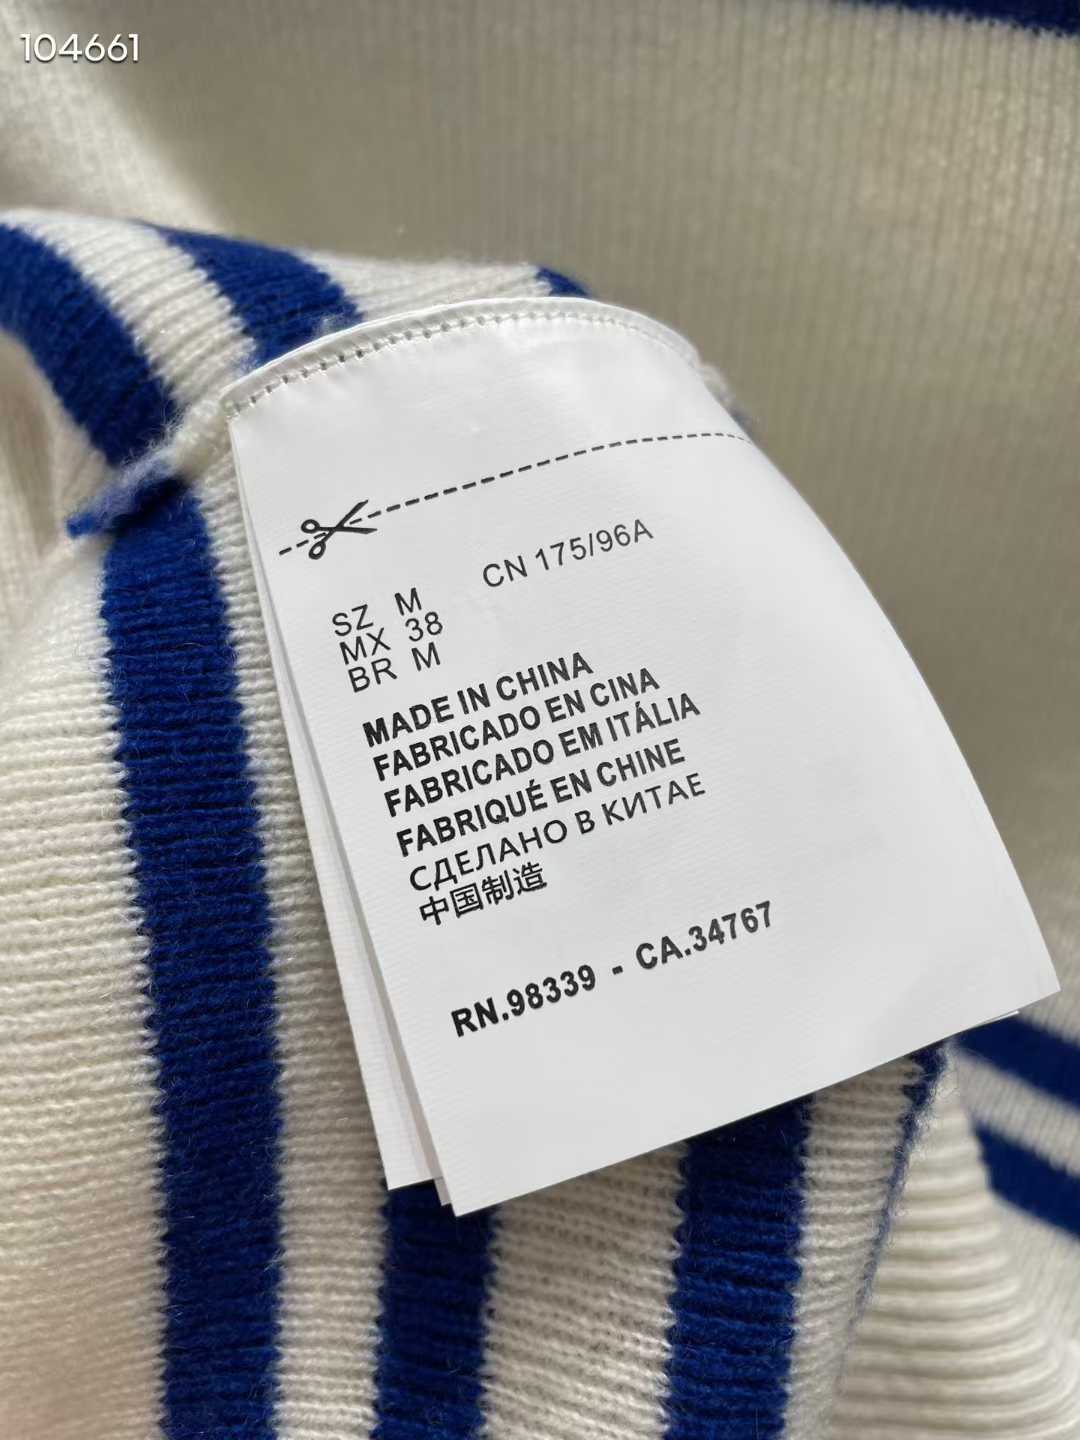 104661
CN 175/96A
SZ M
MX 38
BR M
MADE IN CHINA
FABRICADO EN CINA
FABRICADO EM ITÁLIA
FABRIQUÉ EN CHINE
СДЕЛАНО В КИТАЕ
中国制造
RN.98339 - CA.34767